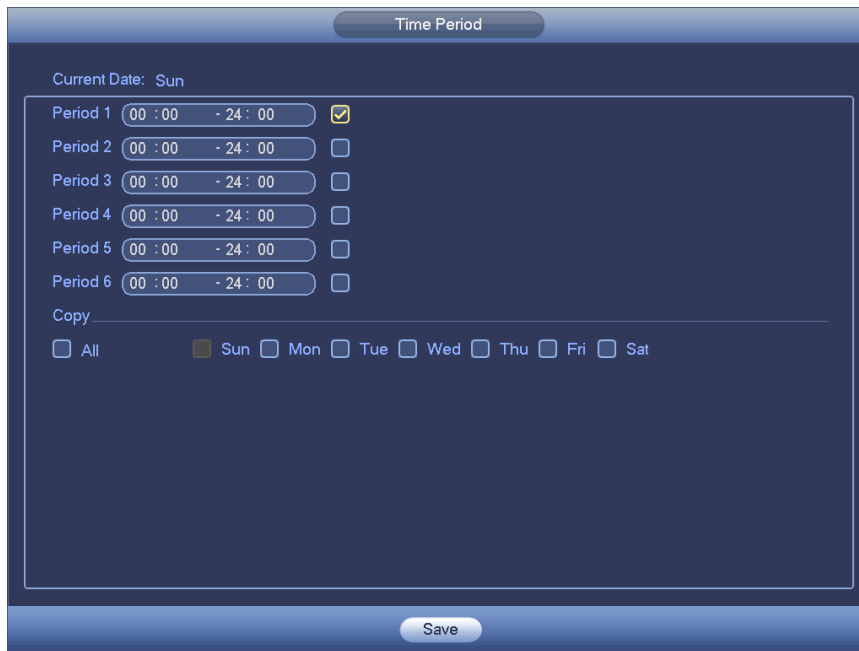 Time Period
Current Date: Sun
Period 1 00 :00 - 24 : 00
Period 2 00 :00 - 24 : 00
Period 3 00 :00 - 24 : 00
Period 4 00 :00 - 24 : 00
Period 5 00 :00 - 24 : 00
Period 6 00 :00 - 24 : 00
Copy
All Sun Mon Tue Wed Thu Fri Sat
Save